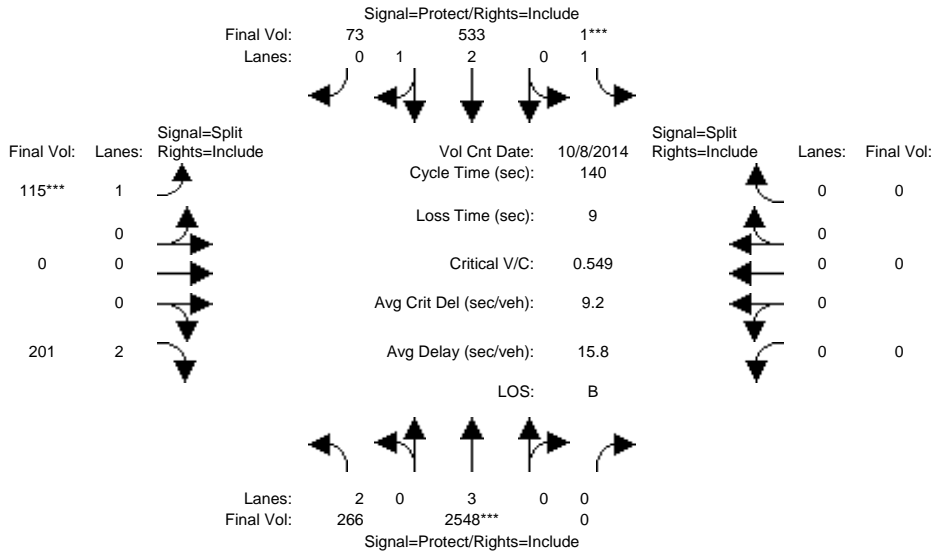 Signal=Protect/Rights=Include
Final Vol: 73 533 1***
Lanes: 0 1 2 0 1
Signal=Split
Final Vol: Lanes: Rights=Include
Vol Cnt Date: 10/8/2014
Signal=Split
Rights=Include Lanes: Final Vol:
115*** 1
Cycle Time (sec): 140
0 0
0
Loss Time (sec): 9
0
0 0
Critical V/C: 0.549
0 0
0
Avg Crit Del (sec/veh): 9.2
0
201 2
Avg Delay (sec/veh): 15.8
0 0
LOS: B
Lanes: 2 0 3 0 0
Final Vol: 266 2548*** 0
Signal=Protect/Rights=Include